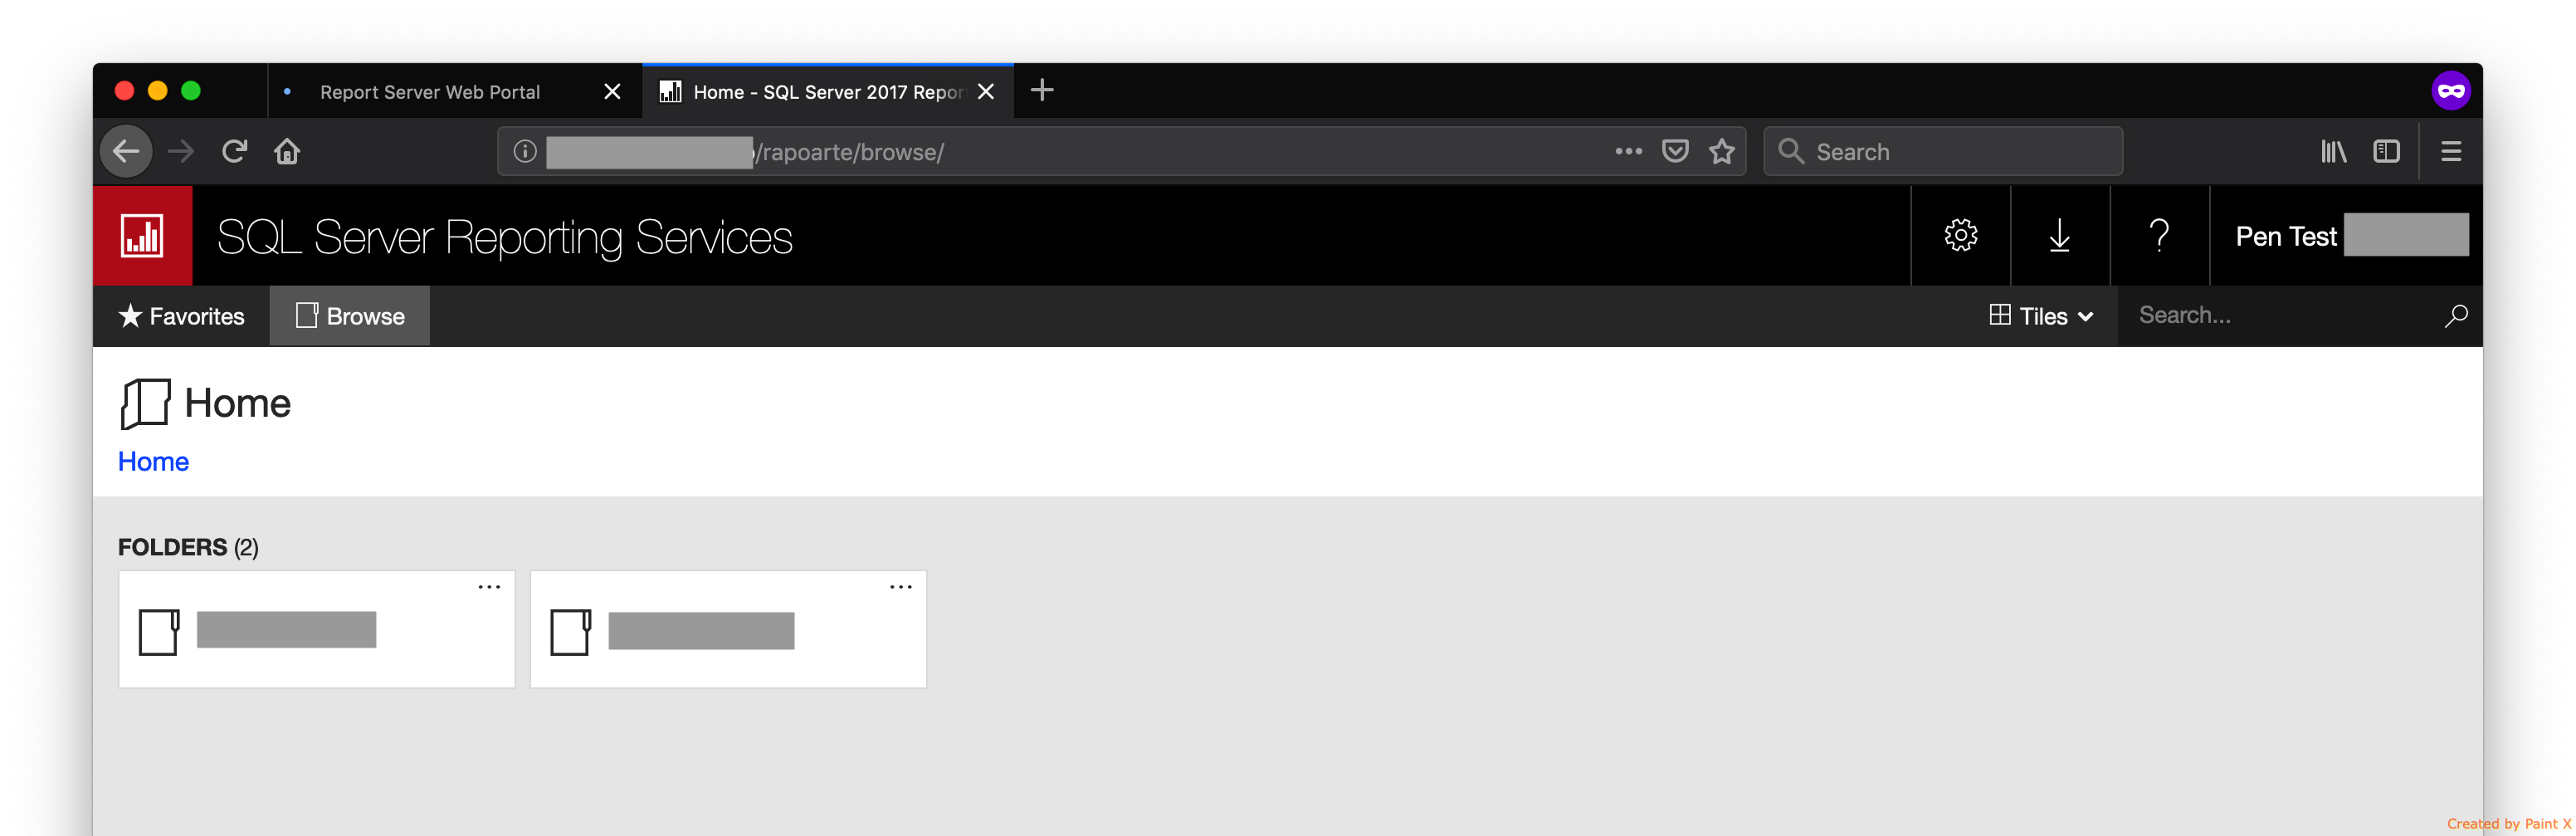 Report Server Web Portal
Home - SQL Server 2017 Repor
/rapoarte/browse/
Search
SQL Server Reporting Services
Pen Test
Favorites
Browse
Tiles
Search...
Home
Home
FOLDERS (2)
Created by Paint X